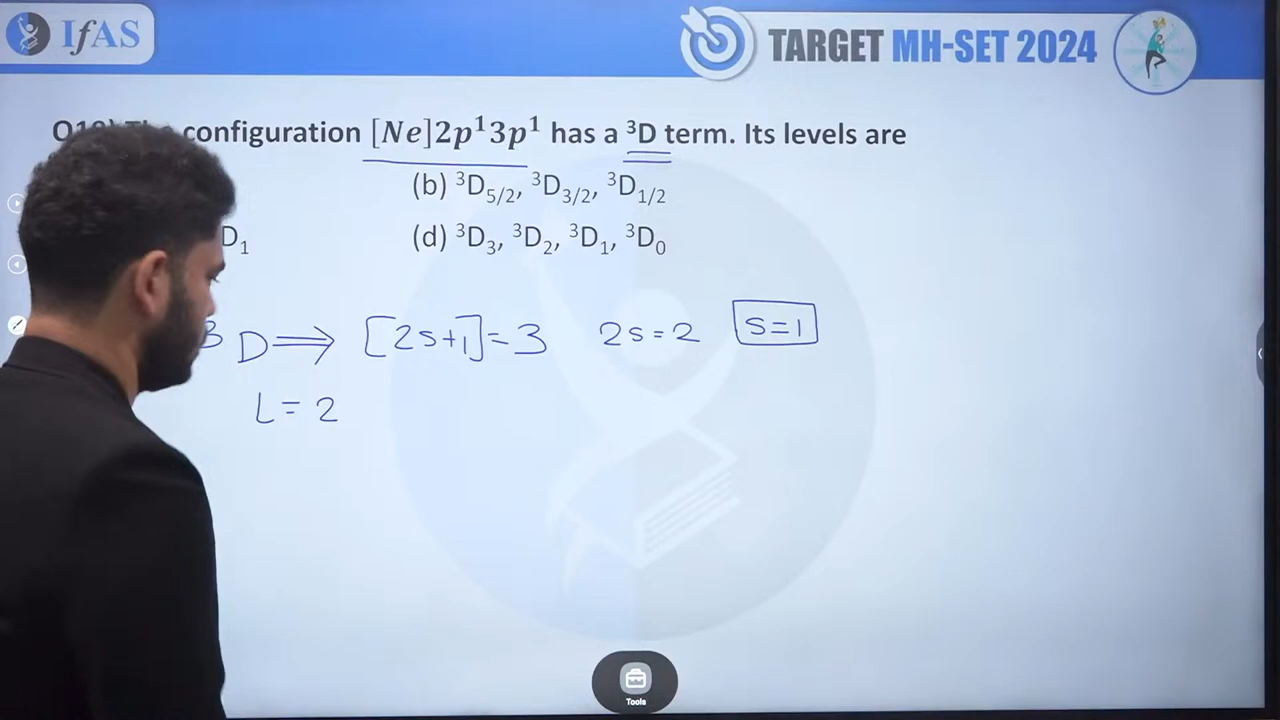 IfAS
TARGET MH-SET 2024
configuration [Ne]2p¹3p¹ has a ³D term. Its levels are
(b) ³D₅/₂, ³D₃/₂, ³D₁/₂
D₁ (d) ³D₃, ³D₂, ³D₁, ³D₀
³D ⟹ [2s+1]=3 2s=2 s=1
L=2
Tools